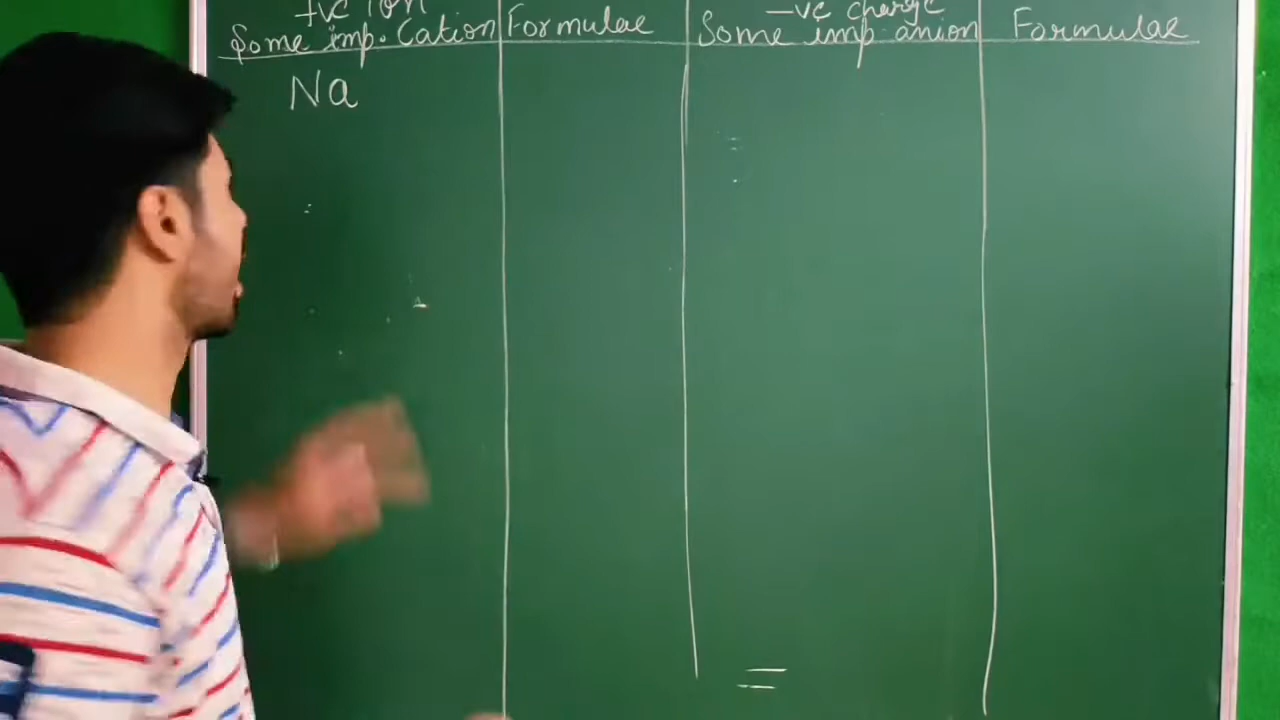 +ve ion -ve charge
Some imp. Cation Formulae Some imp. anion Formulae
Na